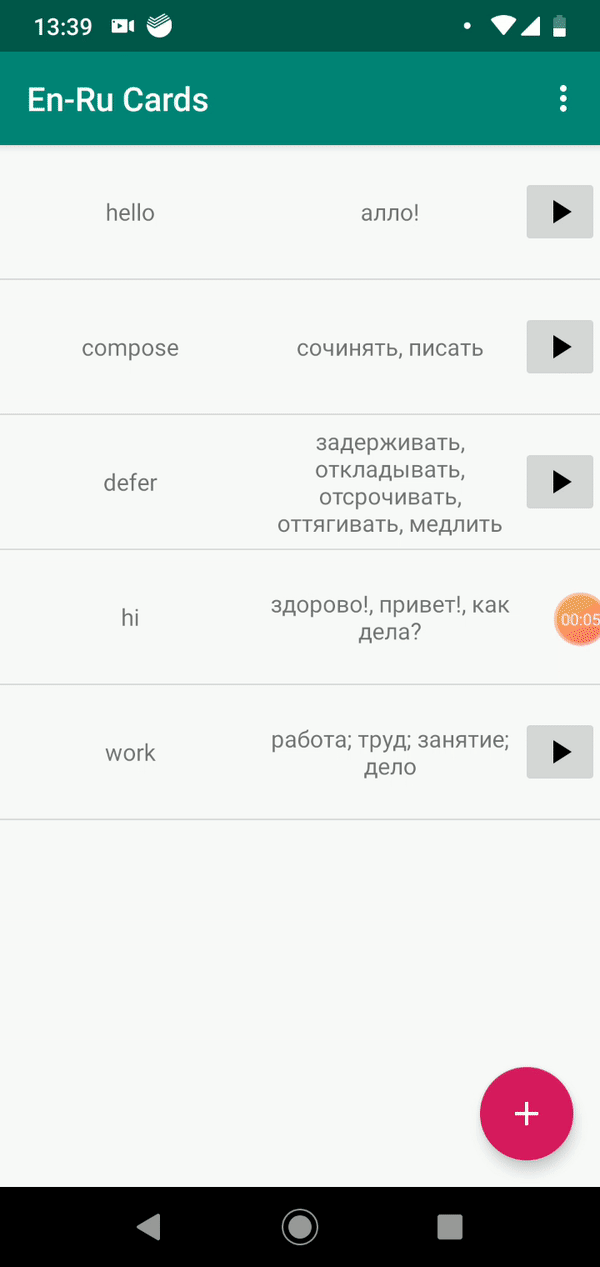 13:39
En-Ru Cards
hello
алло!
compose
сочинять, писать
defer
задерживать,
откладывать,
отсрочивать,
оттягивать, медлить
hi
здорово!, привет!, как
дела?
00:05
work
работа; труд; занятие;
дело